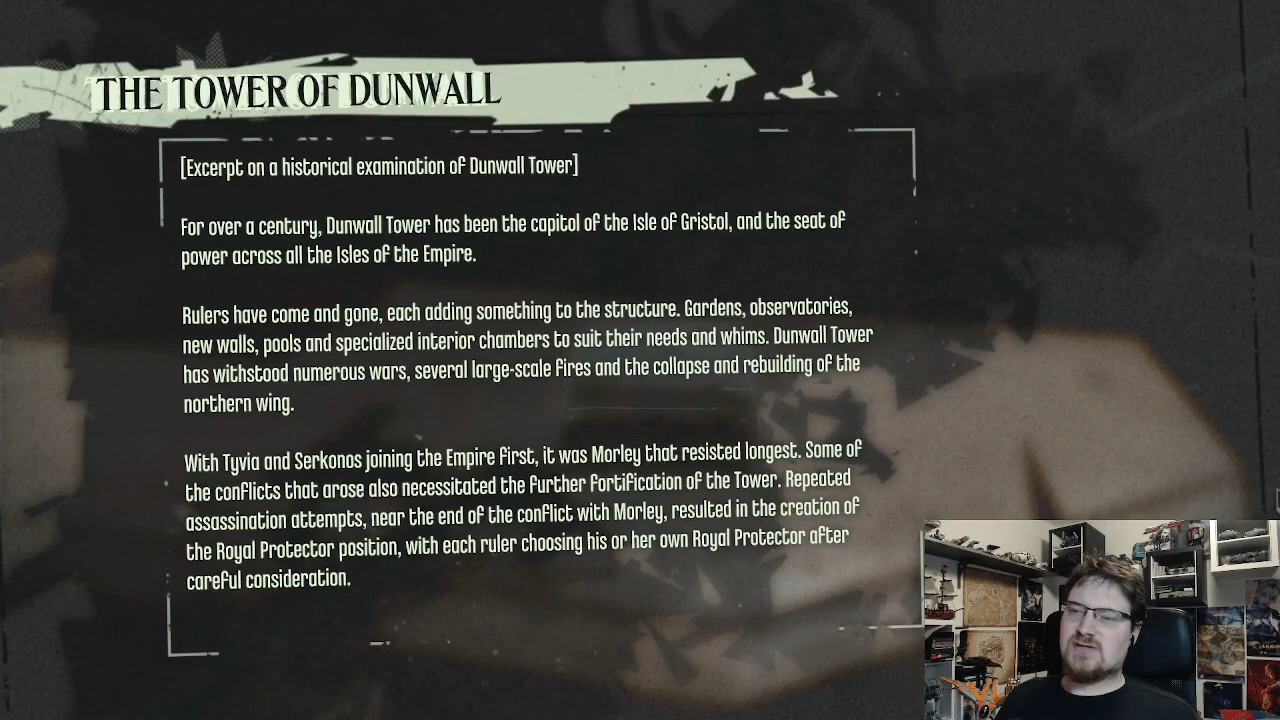 THE TOWER OF DUNWALL
[Excerpt on a historical examination of Dunwall Tower]
For over a century, Dunwall Tower has been the capitol of the Isle of Gristol, and the seat of
power across all the Isles of the Empire.
Rulers have come and gone, each adding something to the structure. Gardens, observatories,
new walls, pools and specialized interior chambers to suit their needs and whims. Dunwall Tower
has withstood numerous wars, several large-scale fires and the collapse and rebuilding of the
northern wing.
With Tyvia and Serkonos joining the Empire first, it was Morley that resisted longest. Some of
the conflicts that arose also necessitated the further fortification of the Tower. Repeated
assassination attempts, near the end of the conflict with Morley, resulted in the creation of
the Royal Protector position, with each ruler choosing his or her own Royal Protector after
careful consideration.